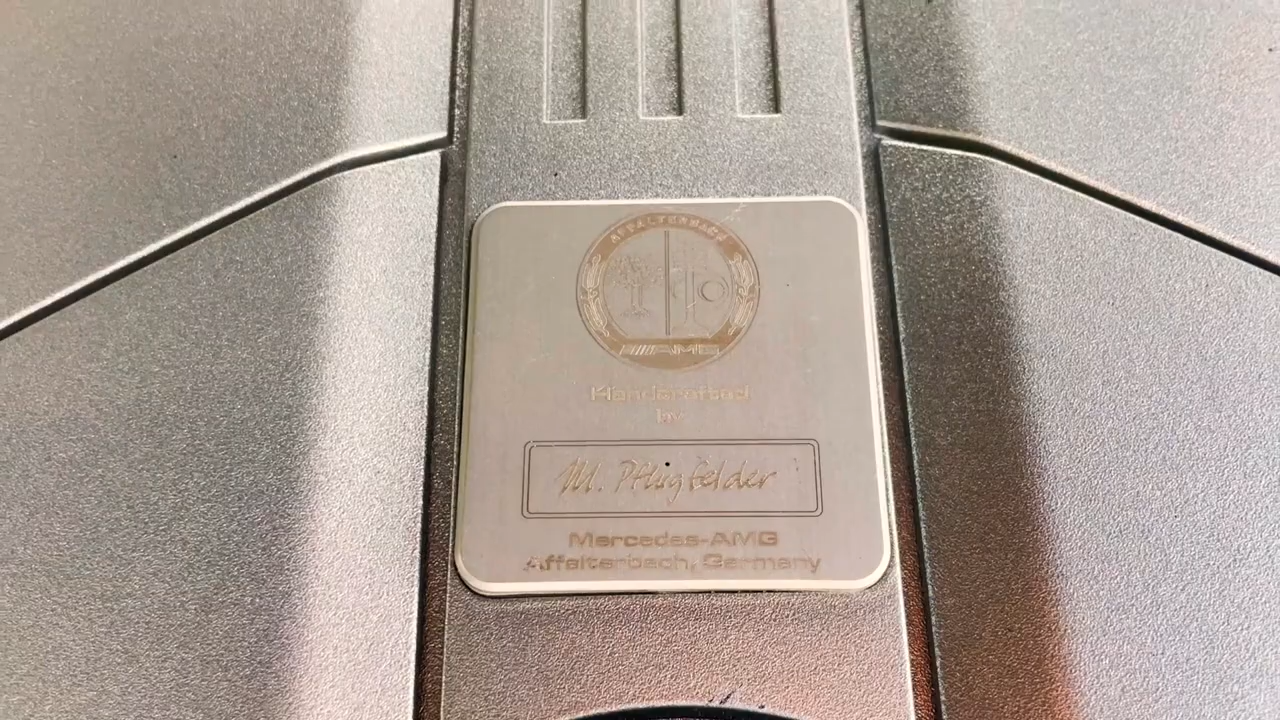 AFFALTERBACH
AMG
Handcrafted
by
M. Pflugfelder
Mercedes-AMG
Affalterbach, Germany